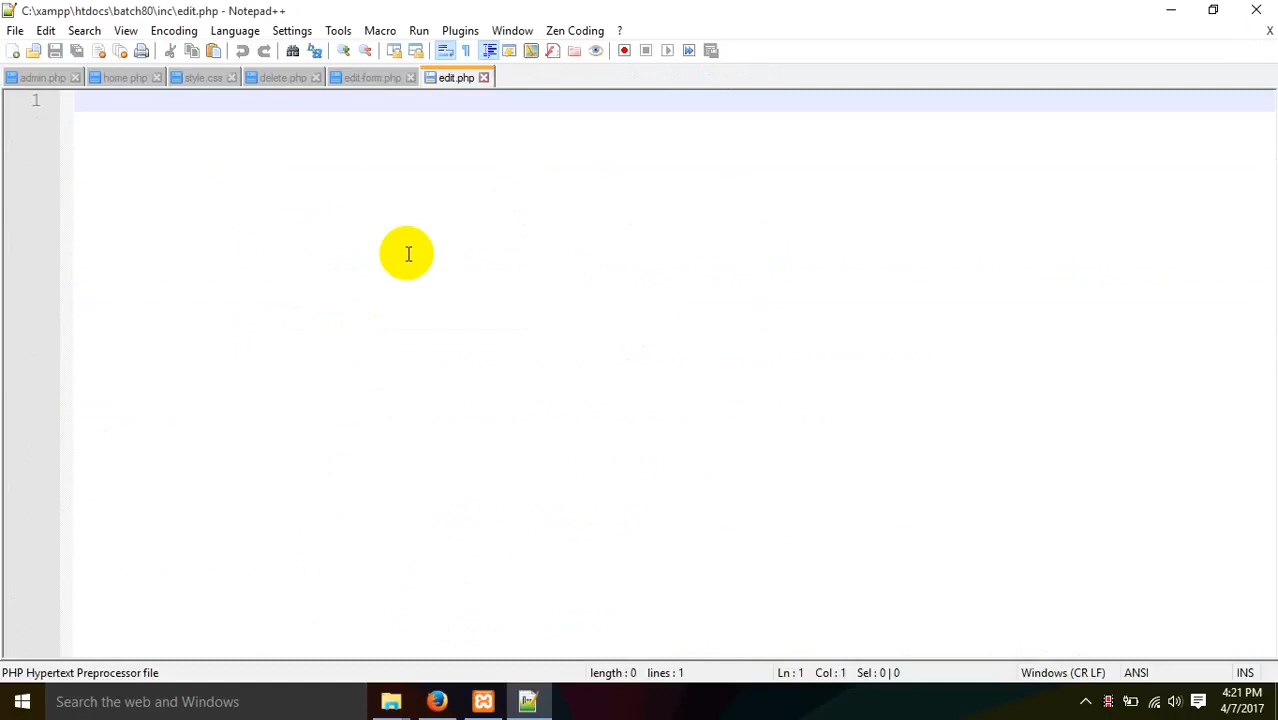 C:\xampp\htdocs\batch80\inc\edit.php - Notepad++
File Edit Search View Encoding Language Settings Tools Macro Run Plugins Window Zen Coding ? X
admin.php home.php style.css delete.php edit-form.php edit.php
1
PHP Hypertext Preprocessor file length : 0 lines : 1 Ln : 1 Col : 1 Sel : 0 | 0 Windows (CR LF) ANSI INS
Search the web and Windows
4:21 PM
4/7/2017